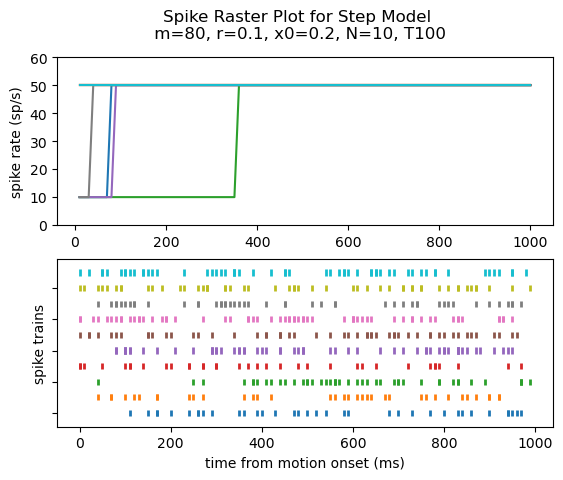 Spike Raster Plot for Step Model
m=80, r=0.1, x0=0.2, N=10, T100
60
50
40
30
20
10
0
spike rate (sp/s)
0 200 400 600 800 1000
spike trains
0 200 400 600 800 1000
time from motion onset (ms)